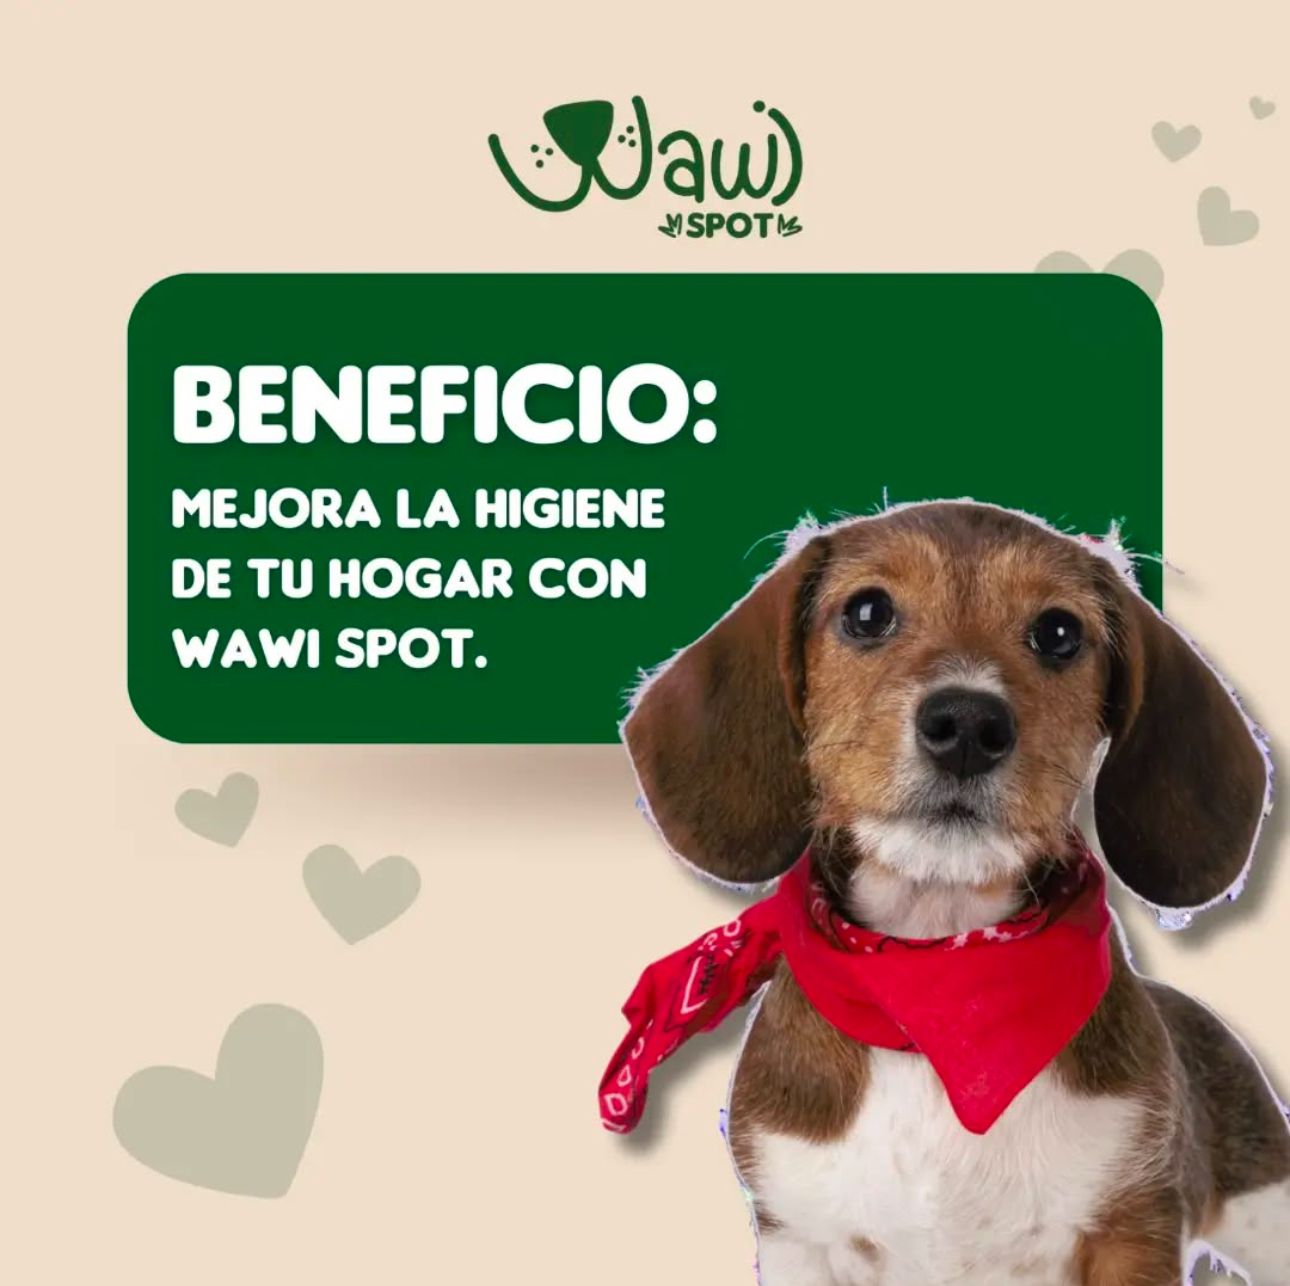 Wawi
SPOT
BENEFICIO:
MEJORA LA HIGIENE
DE TU HOGAR CON
WAWI SPOT.